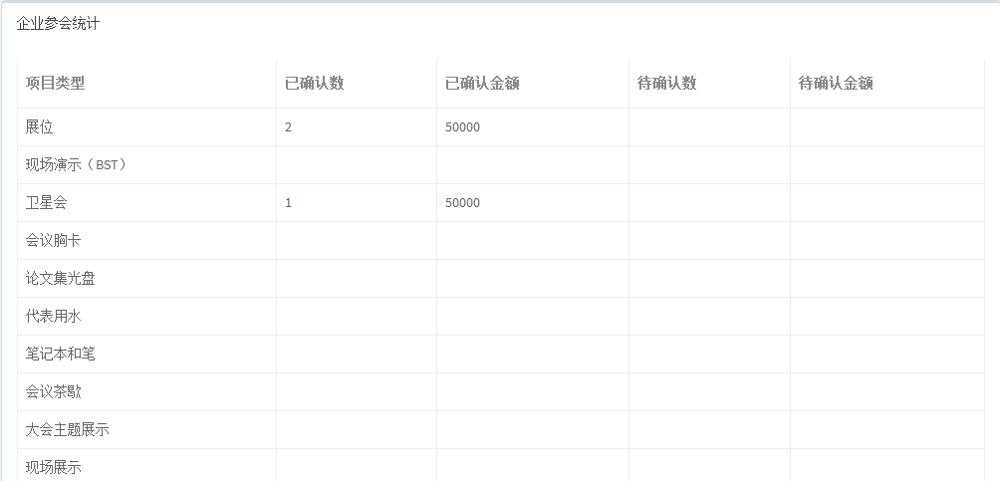 企业参会统计
项目类型 已确认数 已确认金额 待确认数 待确认金额
展位 2 50000
现场演示（BST）
卫星会 1 50000
会议胸卡
论文集光盘
代表用水
笔记本和笔
会议茶歇
大会主题展示
现场展示